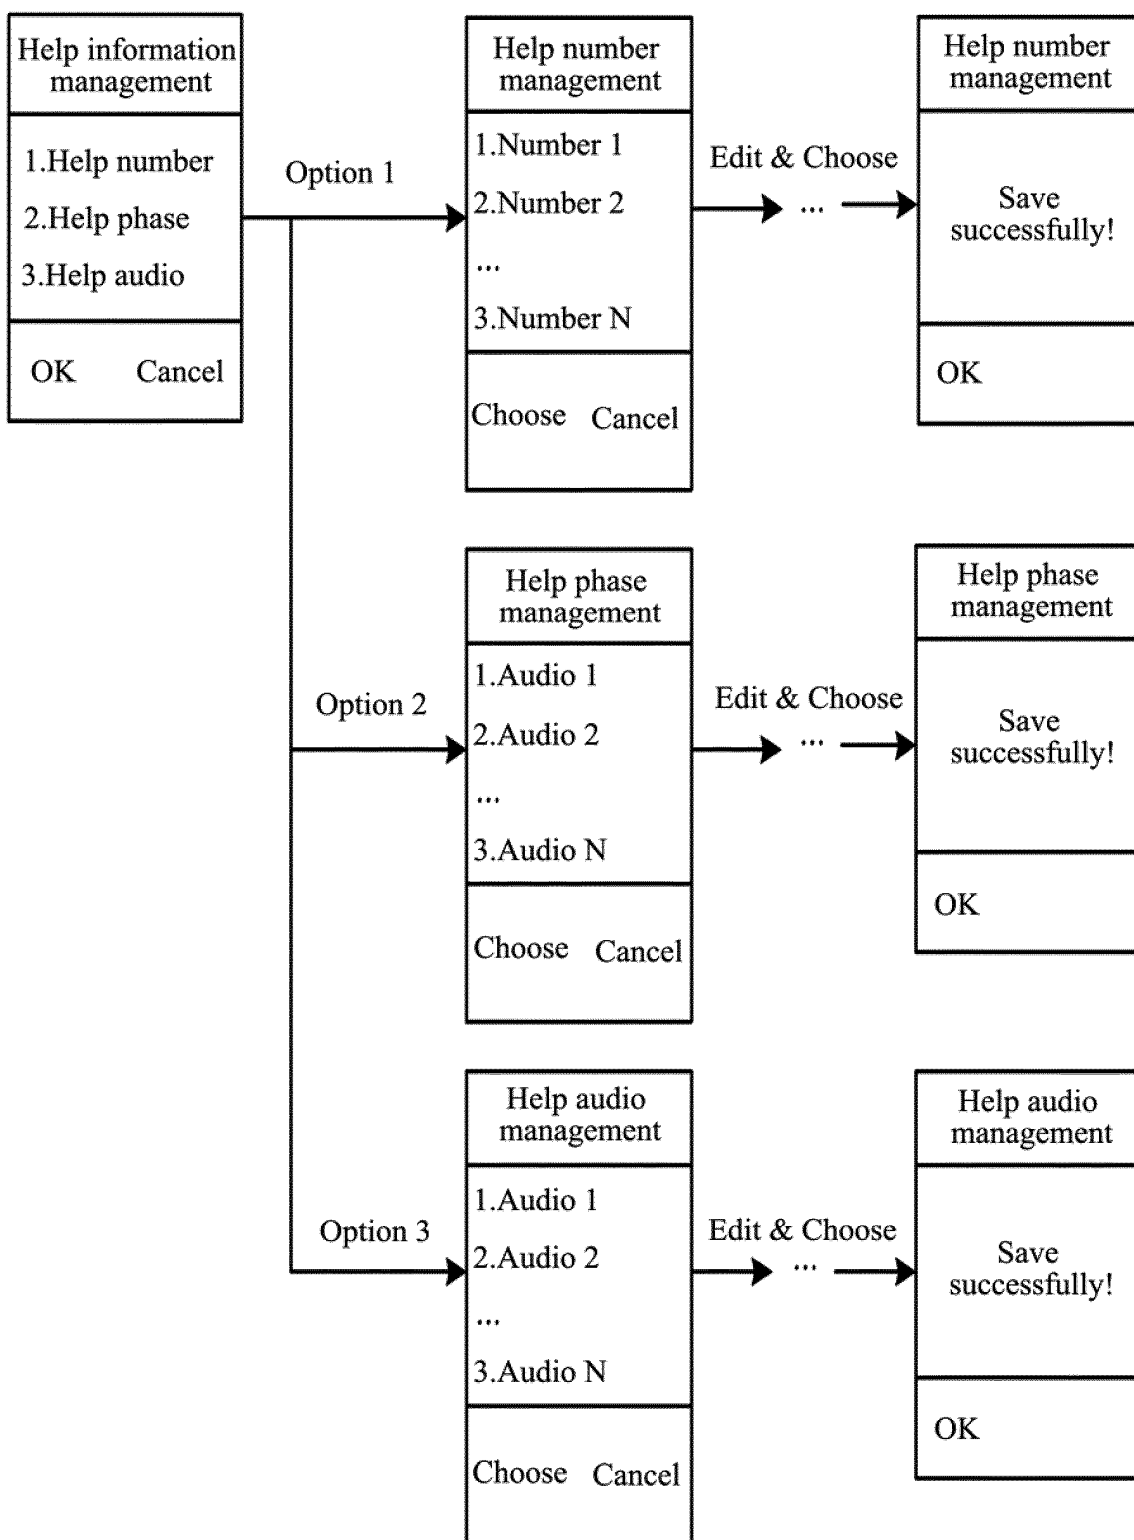 Help information
management
1.Help number
2.Help phase
3.Help audio
OK Cancel
Option 1
Help number
management
1.Number 1
2.Number 2
...
3.Number N
Choose Cancel
Edit & Choose
...
Help number
management
Save
successfully!
OK
Option 2
Help phase
management
1.Audio 1
2.Audio 2
...
3.Audio N
Choose Cancel
Edit & Choose
...
Help phase
management
Save
successfully!
OK
Option 3
Help audio
management
1.Audio 1
2.Audio 2
...
3.Audio N
Choose Cancel
Edit & Choose
...
Help audio
management
Save
successfully!
OK